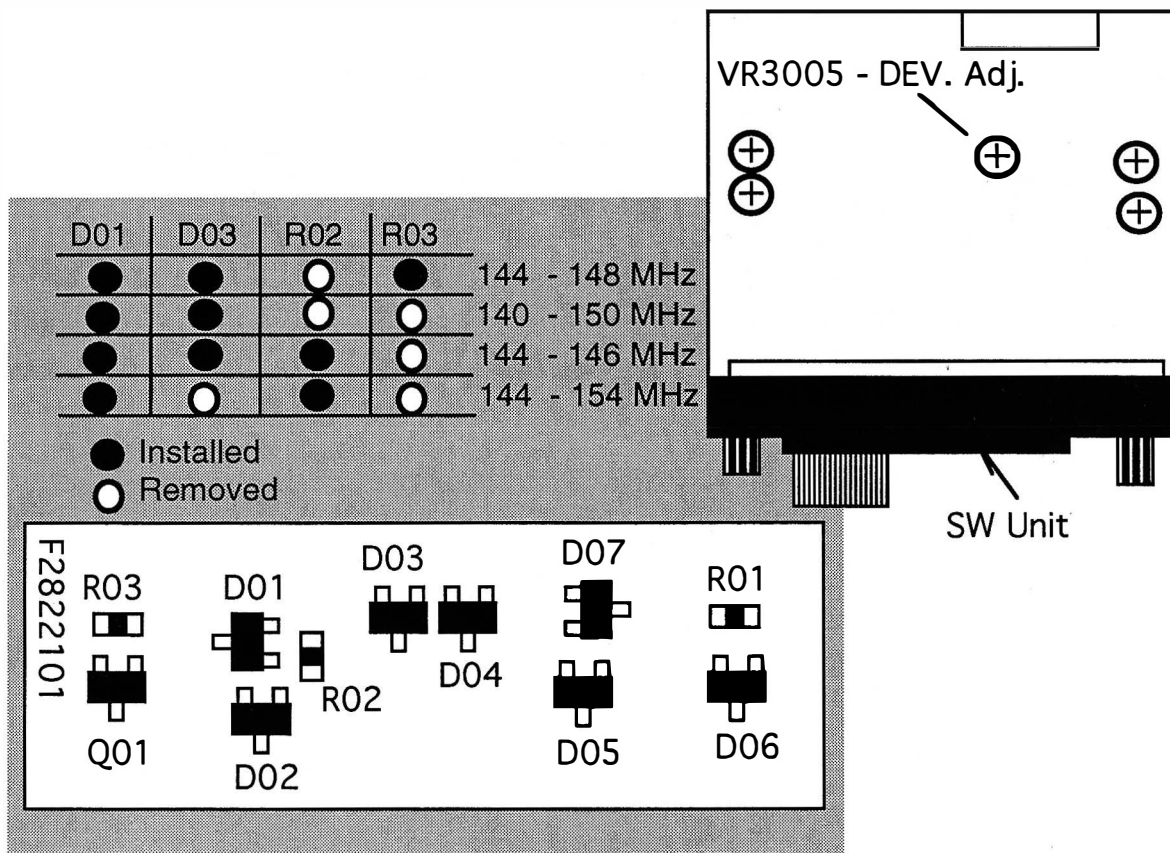 VR3005 - DEV. Adj.
D01 D03 R02 R03
144 - 148 MHz
140 - 150 MHz
144 - 146 MHz
144 - 154 MHz
Installed
Removed
SW Unit
F2822101
R03
D01
D03
D07
R01
D04
R02
Q01
D02
D05
D06